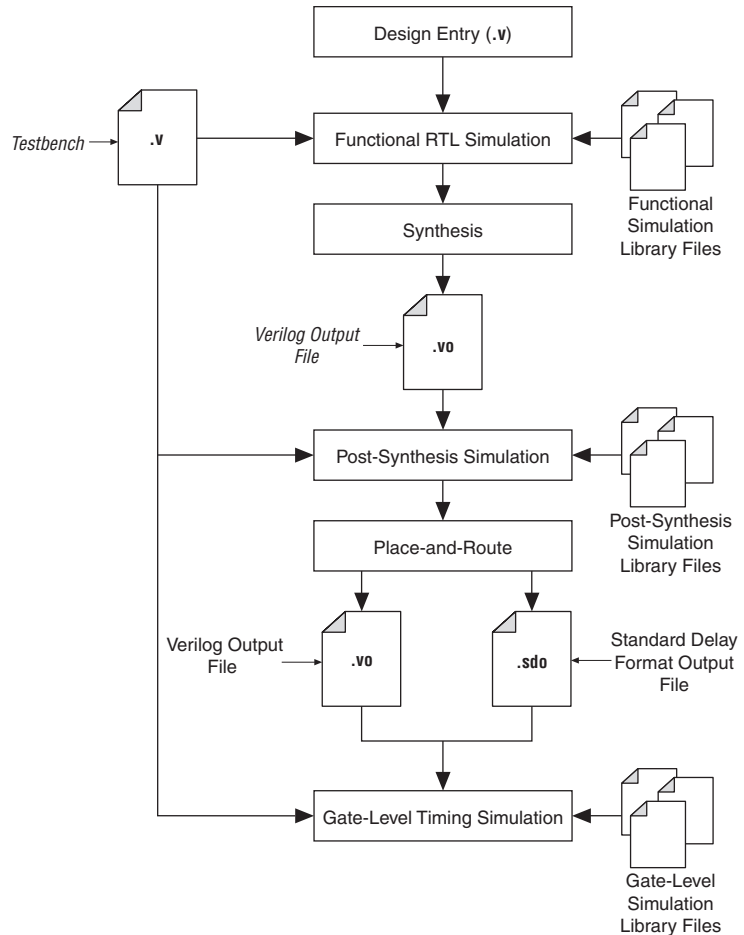 Design Entry (.v)
Testbench
.v
Functional RTL Simulation
Functional
Simulation
Library Files
Synthesis
Verilog Output
File
.vo
Post-Synthesis Simulation
Post-Synthesis
Simulation
Library Files
Place-and-Route
Verilog Output
File
.vo
.sdo
Standard Delay
Format Output
File
Gate-Level Timing Simulation
Gate-Level
Simulation
Library Files